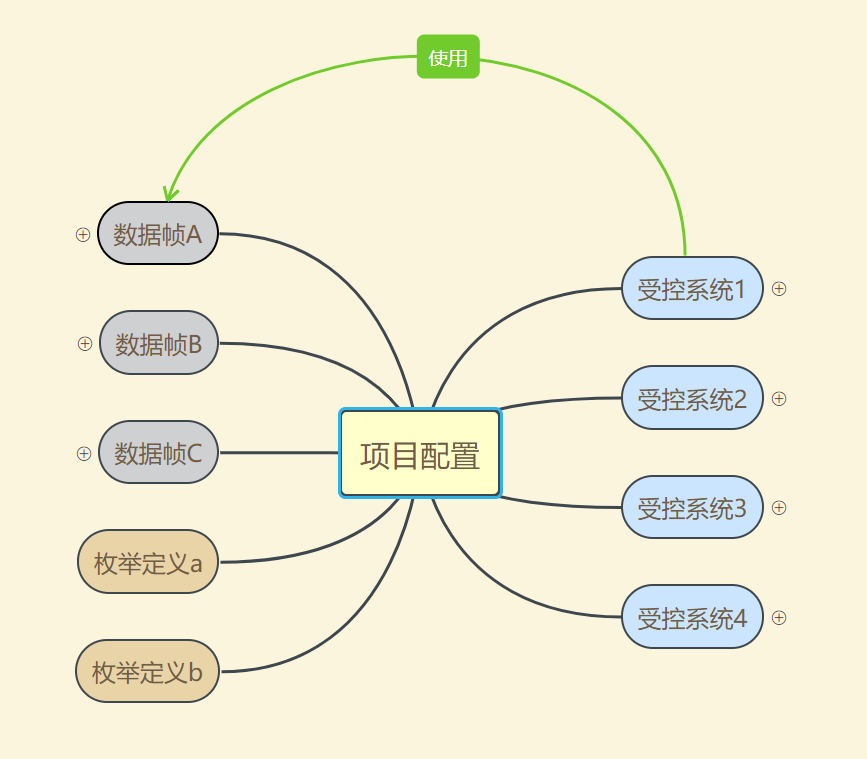 使用
数据帧A
数据帧B
数据帧C
枚举定义a
枚举定义b
项目配置
受控系统1
受控系统2
受控系统3
受控系统4